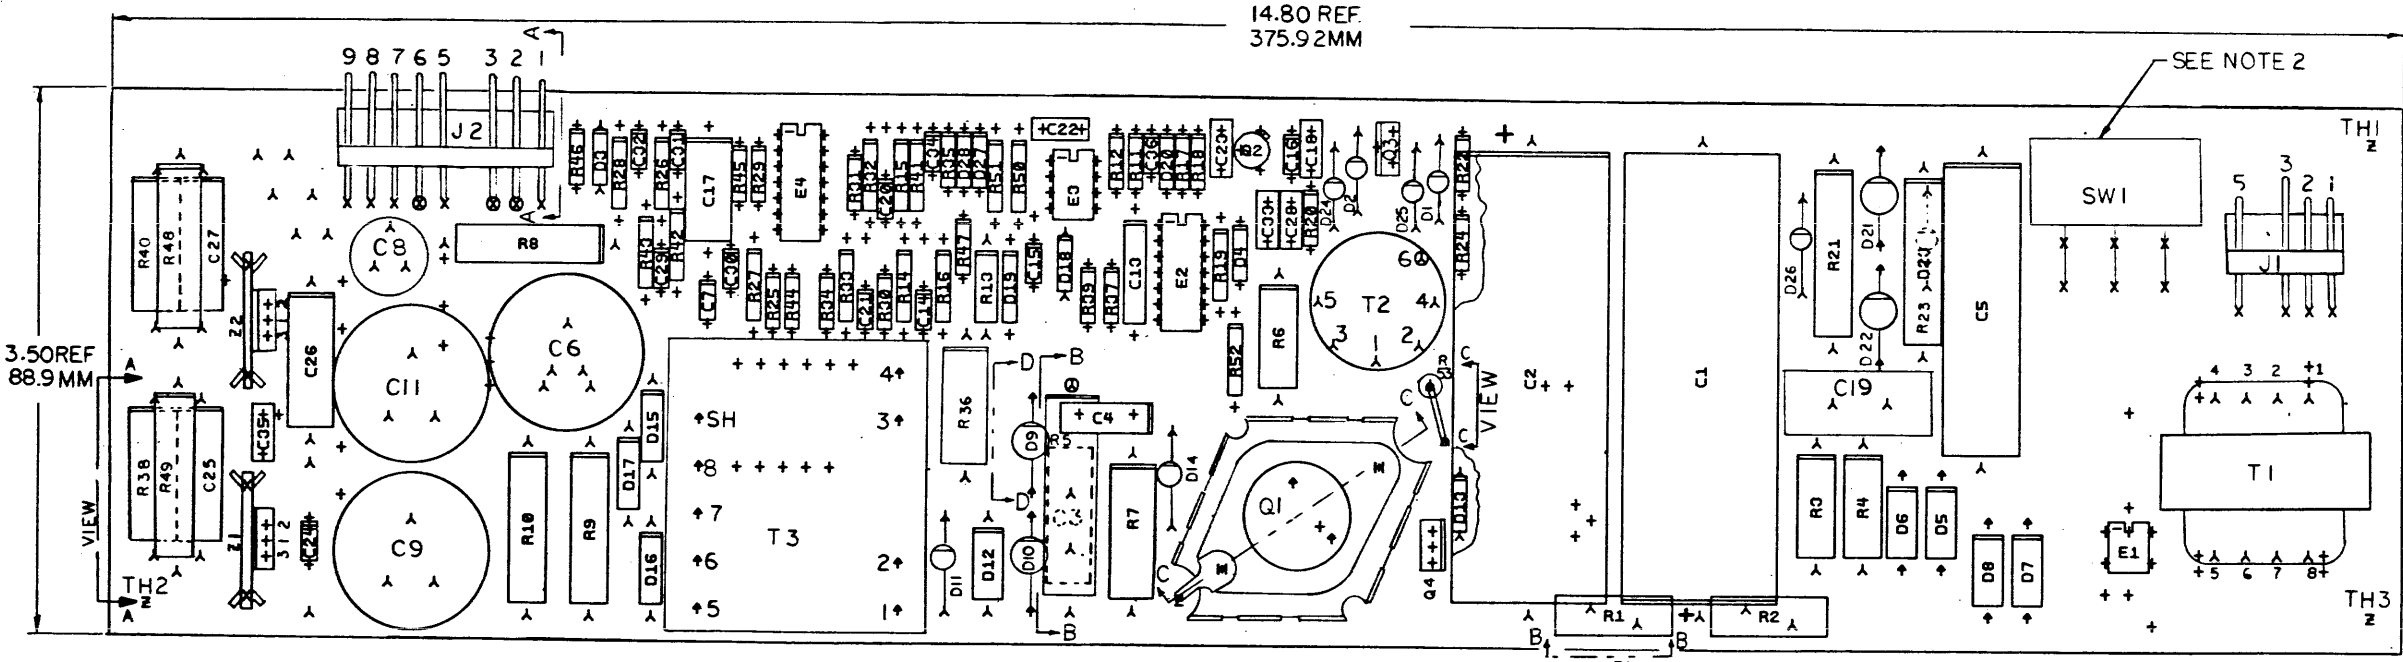 14.80 REF.
375.92MM
SEE NOTE 2
3.50REF
88.9 MM
A
9 8 7 6 5 3 2 1
J2
A
R46
D3
R28
C32
R26
C31
C17
R45
R29
E4
R31
R32
C20
R15
R41
C34
R35
D28
D27
R51
R50
C22
E3
R12
R11
C36
D20
R17
R18
C23
C16
C18
D24
D2
Q3
D25
D1
R22
TH1
Z
SW1
5 3 2 1
J1
R40
R48
C27
C8
R8
R43
C29
R42
C7
C30
R27
R25
R44
R34
R33
C21
R30
R14
C14
R16
R47
R13
D19
C15
D18
R39
R37
C13
E2
R19
D4
C33
C28
R20
R24
D26
R21
D21
D22
D23
R23
C5
Z2
C26
C11
C6
R52
R6
6
5 T2 4
3 1 2
R53
C
C
VIEW
C2
C1
C19
A
VIEW
A
R38
R49
C25
C35
Z1
3 1 2
C24
C9
R10
R9
D17
D15
D16
SH
8
7
6
5
4
3
2
1
T3
R36
D
D
B
B
D9
R5
C4
C3
D10
D11
D12
R7
D14
Q1
C
C
Q4
D13
R1
R2
B
B
R3
R4
D6
D5
D8
D7
E1
4 3 2 1
T1
5 6 7 8
TH2
Z
TH3
Z